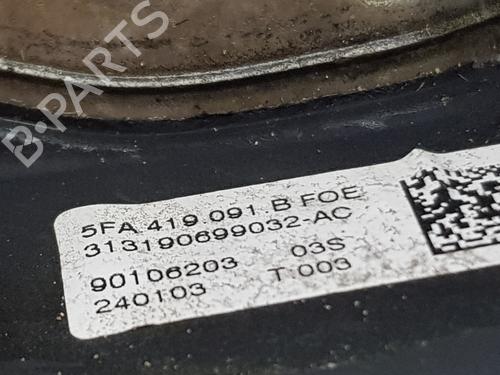 B-PARTS
5FA 419 091 B FOE
313190699032-AC
90106203 03S
240103 T:003